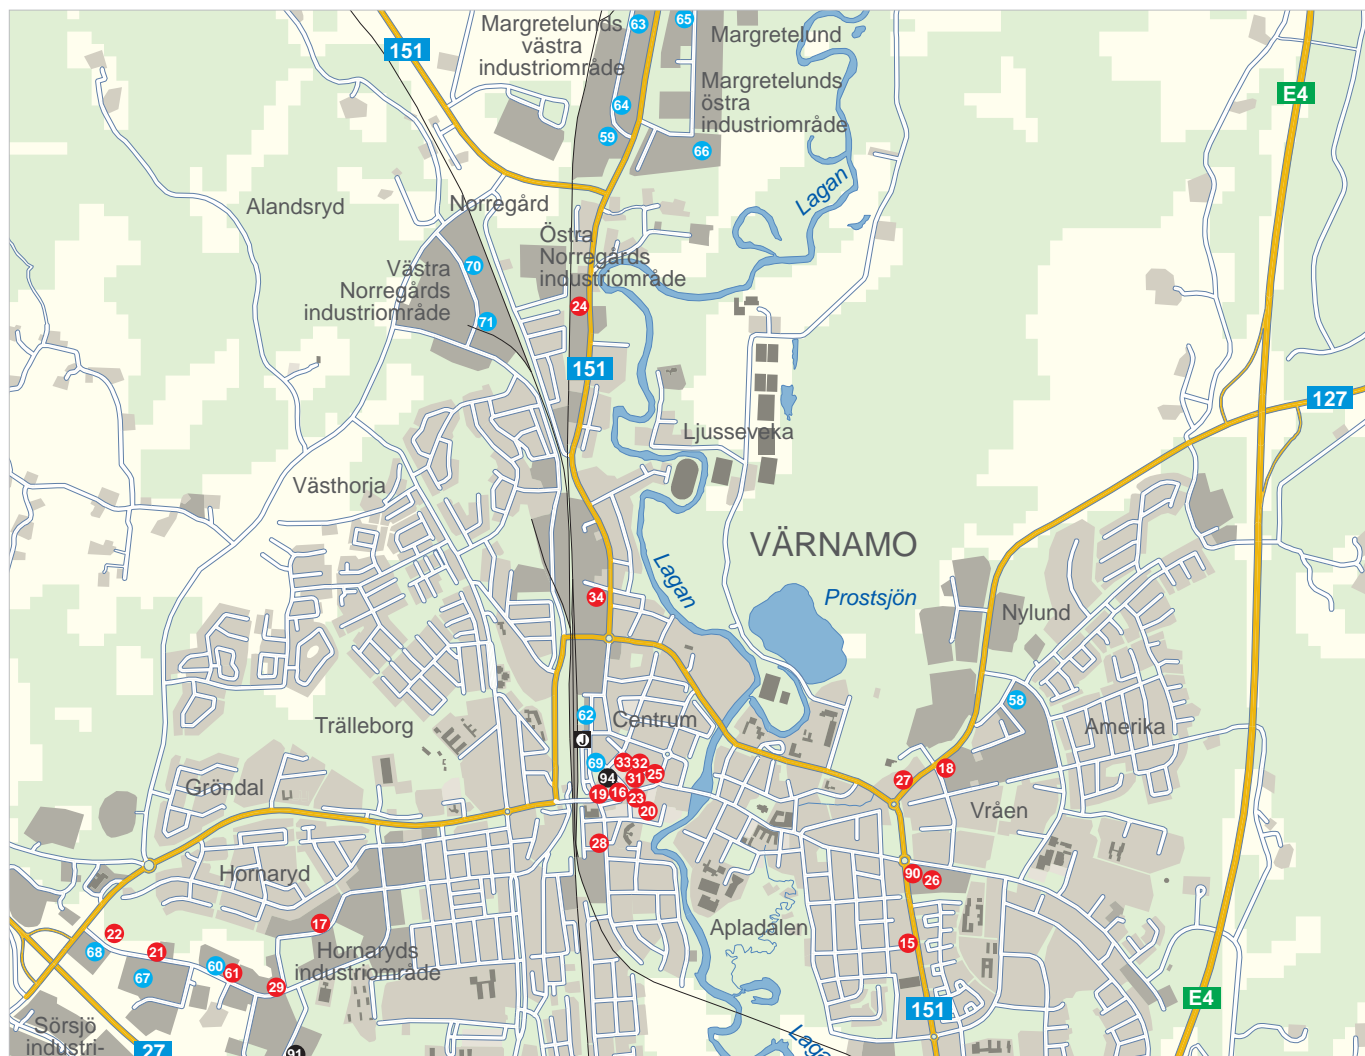 Margretelunds
västra
industriområde
63
65
Margretelund
151
Margretelunds
östra
industriområde
E4
64
59
66
Lagan
Alandsryd
Norregård
Östra
Norregårds
industriområde
Västra
Norregårds
industriområde
70
71
24
151
127
Ljusseveka
Västhorja
VÄRNAMO
Lagan
Prostsjön
34
Nylund
58
62
Centrum
Trälleborg
Amerika
J
69
33
32
94
31
25
19
16
23
20
27
18
Gröndal
Vråen
28
Hornaryd
90
26
17
Apladalen
22
68
21
67
60
61
29
Hornaryds
industriområde
15
E4
151
Sörsjö
industri-
27
91
Lagan